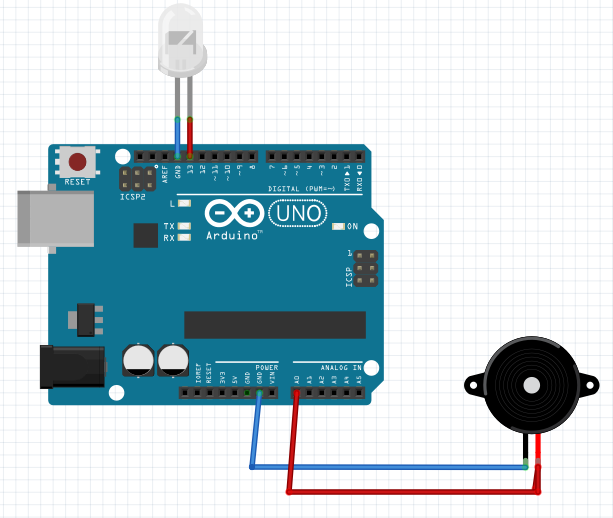 RESET
ICSP2
AREF
GND
13
12
~11
~10
~9
8
7
~6
~5
4
~3
2
TX0▶1
RX0◀0
DIGITAL (PWM=~)
L
TX
RX
UNO
Arduino™
ON
1
ICSP
IOREF
RESET
3V3
5V
GND
GND
VIN
POWER
ANALOG IN
A0
A1
A2
A3
A4
A5